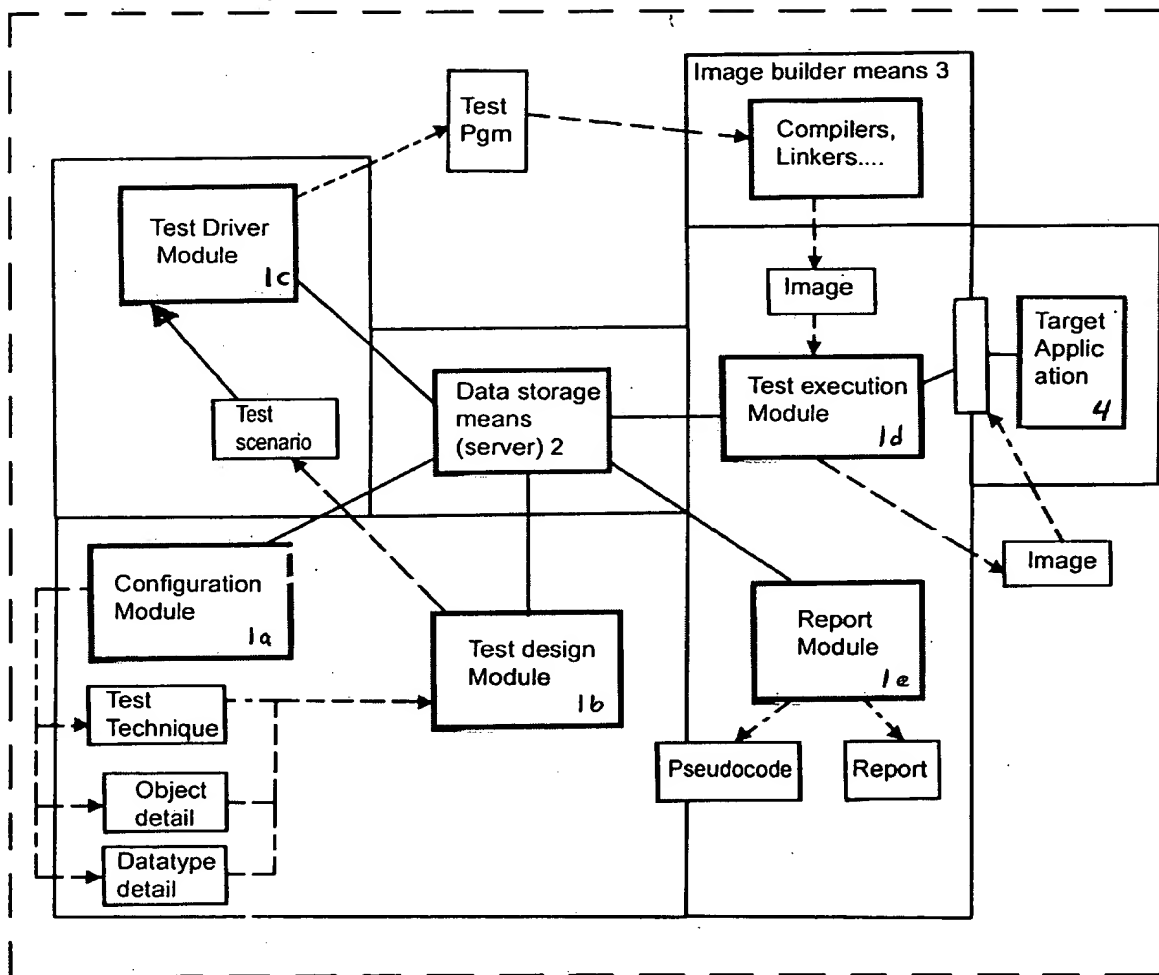 Image builder means 3
Test
Pgm
Compilers,
Linkers....
Test Driver
Module
1c
Image
Target
Applic
ation
4
Data storage
means
(server) 2
Test execution
Module
1d
Test
scenario
Image
Configuration
Module
1a
Test design
Module
1b
Report
Module
1e
Test
Technique
Object
detail
Datatype
detail
Pseudocode
Report